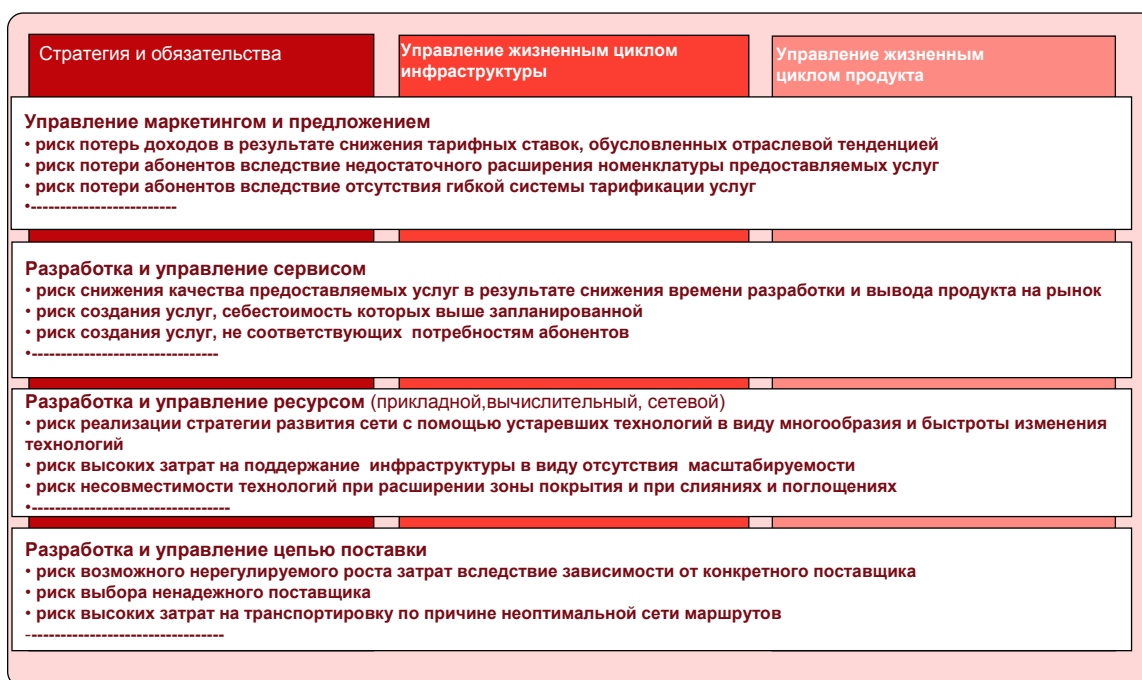 Стратегия и обязательства
Управление жизненным циклом
инфраструктуры
Управление жизненным
циклом продукта
Управление маркетингом и предложением
• риск потерь доходов в результате снижения тарифных ставок, обусловленных отраслевой тенденцией
• риск потери абонентов вследствие недостаточного расширения номенклатуры предоставляемых услуг
• риск потери абонентов вследствие отсутствия гибкой системы тарификации услуг
•-------------------------
Разработка и управление сервисом
• риск снижения качества предоставляемых услуг в результате снижения времени разработки и вывода продукта на рынок
• риск создания услуг, себестоимость которых выше запланированной
• риск создания услуг, не соответствующих потребностям абонентов
•--------------------------------
Разработка и управление ресурсом (прикладной,вычислительный, сетевой)
• риск реализации стратегии развития сети с помощью устаревших технологий в виду многообразия и быстроты изменения
технологий
• риск высоких затрат на поддержание инфраструктуры в виду отсутствия масштабируемости
• риск несовместимости технологий при расширении зоны покрытия и при слияниях и поглощениях
•----------------------------------
Разработка и управление цепью поставки
• риск возможного нерегулируемого роста затрат вследствие зависимости от конкретного поставщика
• риск выбора ненадежного поставщика
• риск высоких затрат на транспортировку по причине неоптимальной сети маршрутов
----------------------------------